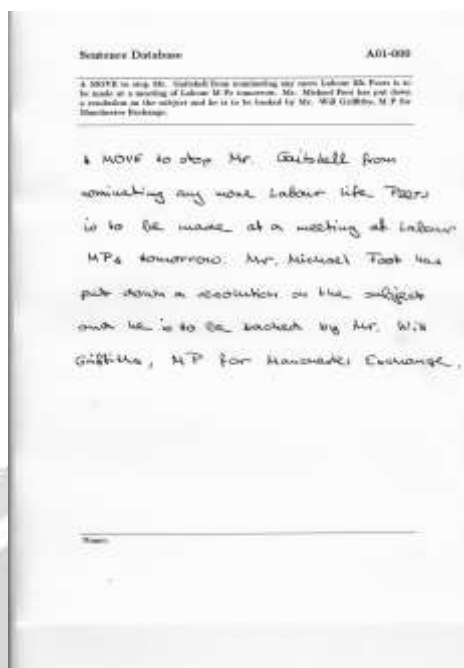 Sentence Database A01-000
A MOVE to stop Mr. Gaitskell from nominating any more Labour life Peers is to
be made at a meeting of Labour M Ps tomorrow. Mr. Michael Foot has put down
a resolution on the subject and he is to be backed by Mr. Will Griffiths, M P for
Manchester Exchange.
A MOVE to stop Mr. Gaitskell from
nominating any more Labour life Peers
is to be made at a meeting of Labour
MPs tomorrow. Mr. Michael Foot has
put down a resolution on the subject
and he is to be backed by Mr. Will
Griffiths, MP for Manchester Exchange.
Name: